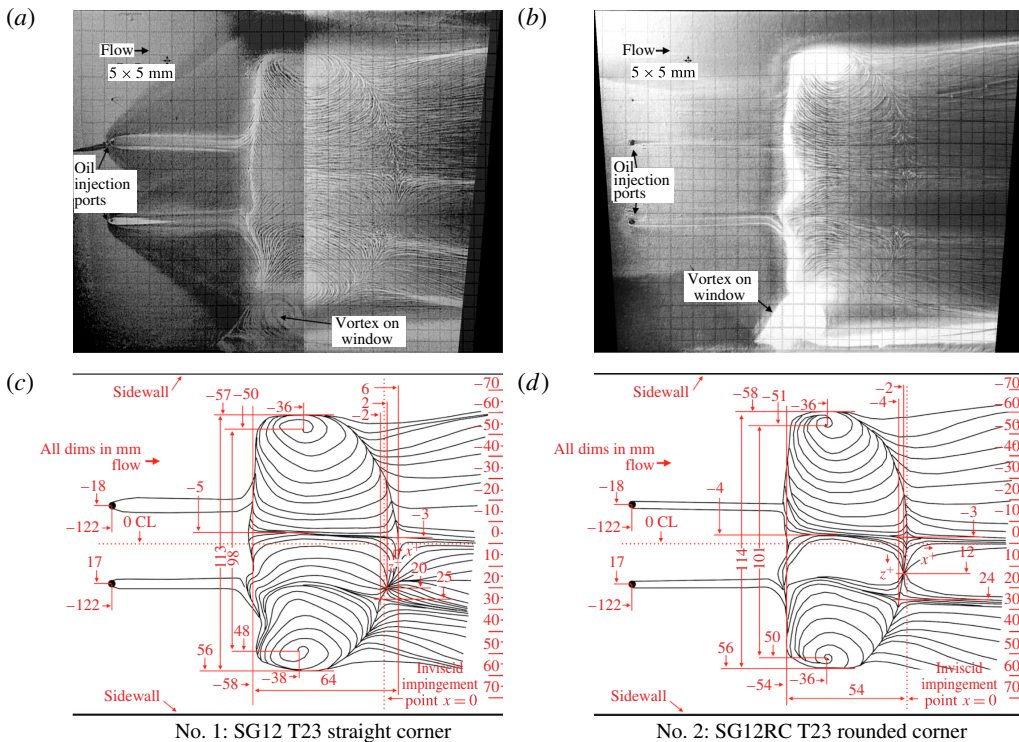 (a)
Flow
5 × 5 mm
Oil
injection
ports
Vortex on
window
(b)
Flow
5 × 5 mm
Oil
injection
ports
Vortex on
window
(c)
Sidewall
−57
−50
−36
6
2
−2
−70
−60
−50
−40
−30
−20
−10
0
10
20
30
40
50
60
70
All dims in mm
flow
−18
−5
−122
0 CL
−3
113
98
x+
17
20
25
−122
48
56
−38
64
−58
Sidewall
Inviscid
impingement
point x = 0
No. 1: SG12 T23 straight corner
(d)
Sidewall
−58
−51
−36
−2
−4
−70
−60
−50
−40
−30
−20
−10
0
10
20
30
40
50
60
70
All dims in mm
flow
−18
−4
−122
0 CL
−3
114
101
z+
x+
12
17
24
−122
50
56
−36
54
−54
Sidewall
Inviscid
impingement
point x = 0
No. 2: SG12RC T23 rounded corner